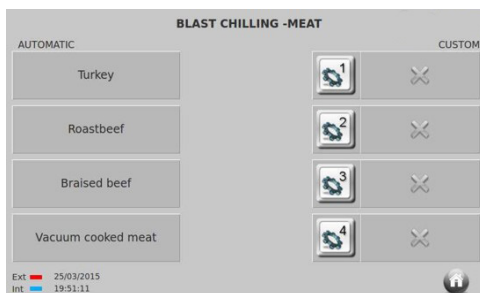 BLAST CHILLING -MEAT
AUTOMATIC
CUSTOM
Turkey
1
Roastbeef
2
Braised beef
3
Vacuum cooked meat
4
Ext 25/03/2015
Int 19:51:11